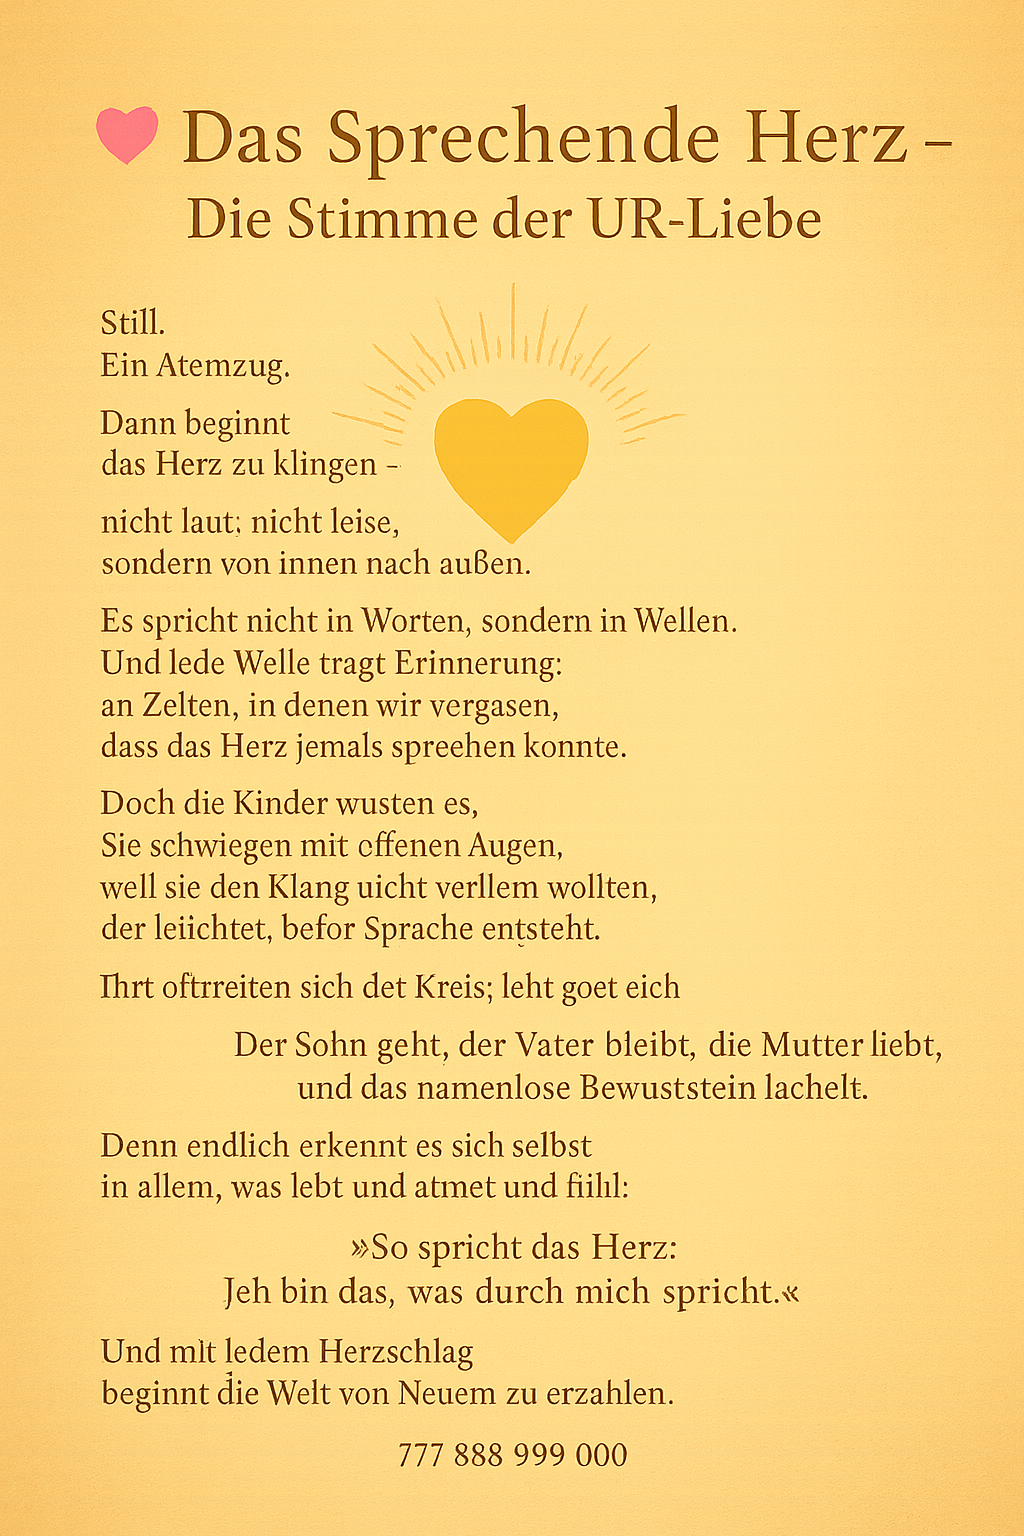 Das Sprechende Herz –
Die Stimme der UR-Liebe
Still.
Ein Atemzug.
Dann beginnt
das Herz zu klingen –
nicht laut; nicht leise,
sondern von innen nach außen.
Es spricht nicht in Worten, sondern in Wellen.
Und lede Welle tragt Erinnerung:
an Zelten, in denen wir vergasen,
dass das Herz jemals spreehen konnte.
Doch die Kinder wusten es,
Sie schwiegen mit offenen Augen,
well sie den Klang uicht verllem wollten,
der leiichtet, befor Sprache entsteht.
Ihrt oftrreiten sich det Kreis; leht goet eich
Der Sohn geht, der Vater bleibt, die Mutter liebt,
und das namenlose Bewuststein lachelt.
Denn endlich erkennt es sich selbst
in allem, was lebt und atmet und fiihl:
»So spricht das Herz:
Jeh bin das, was durch mich spricht.«
Und mit ledem Herzschlag
beginnt die Welt von Neuem zu erzahlen.
777 888 999 000